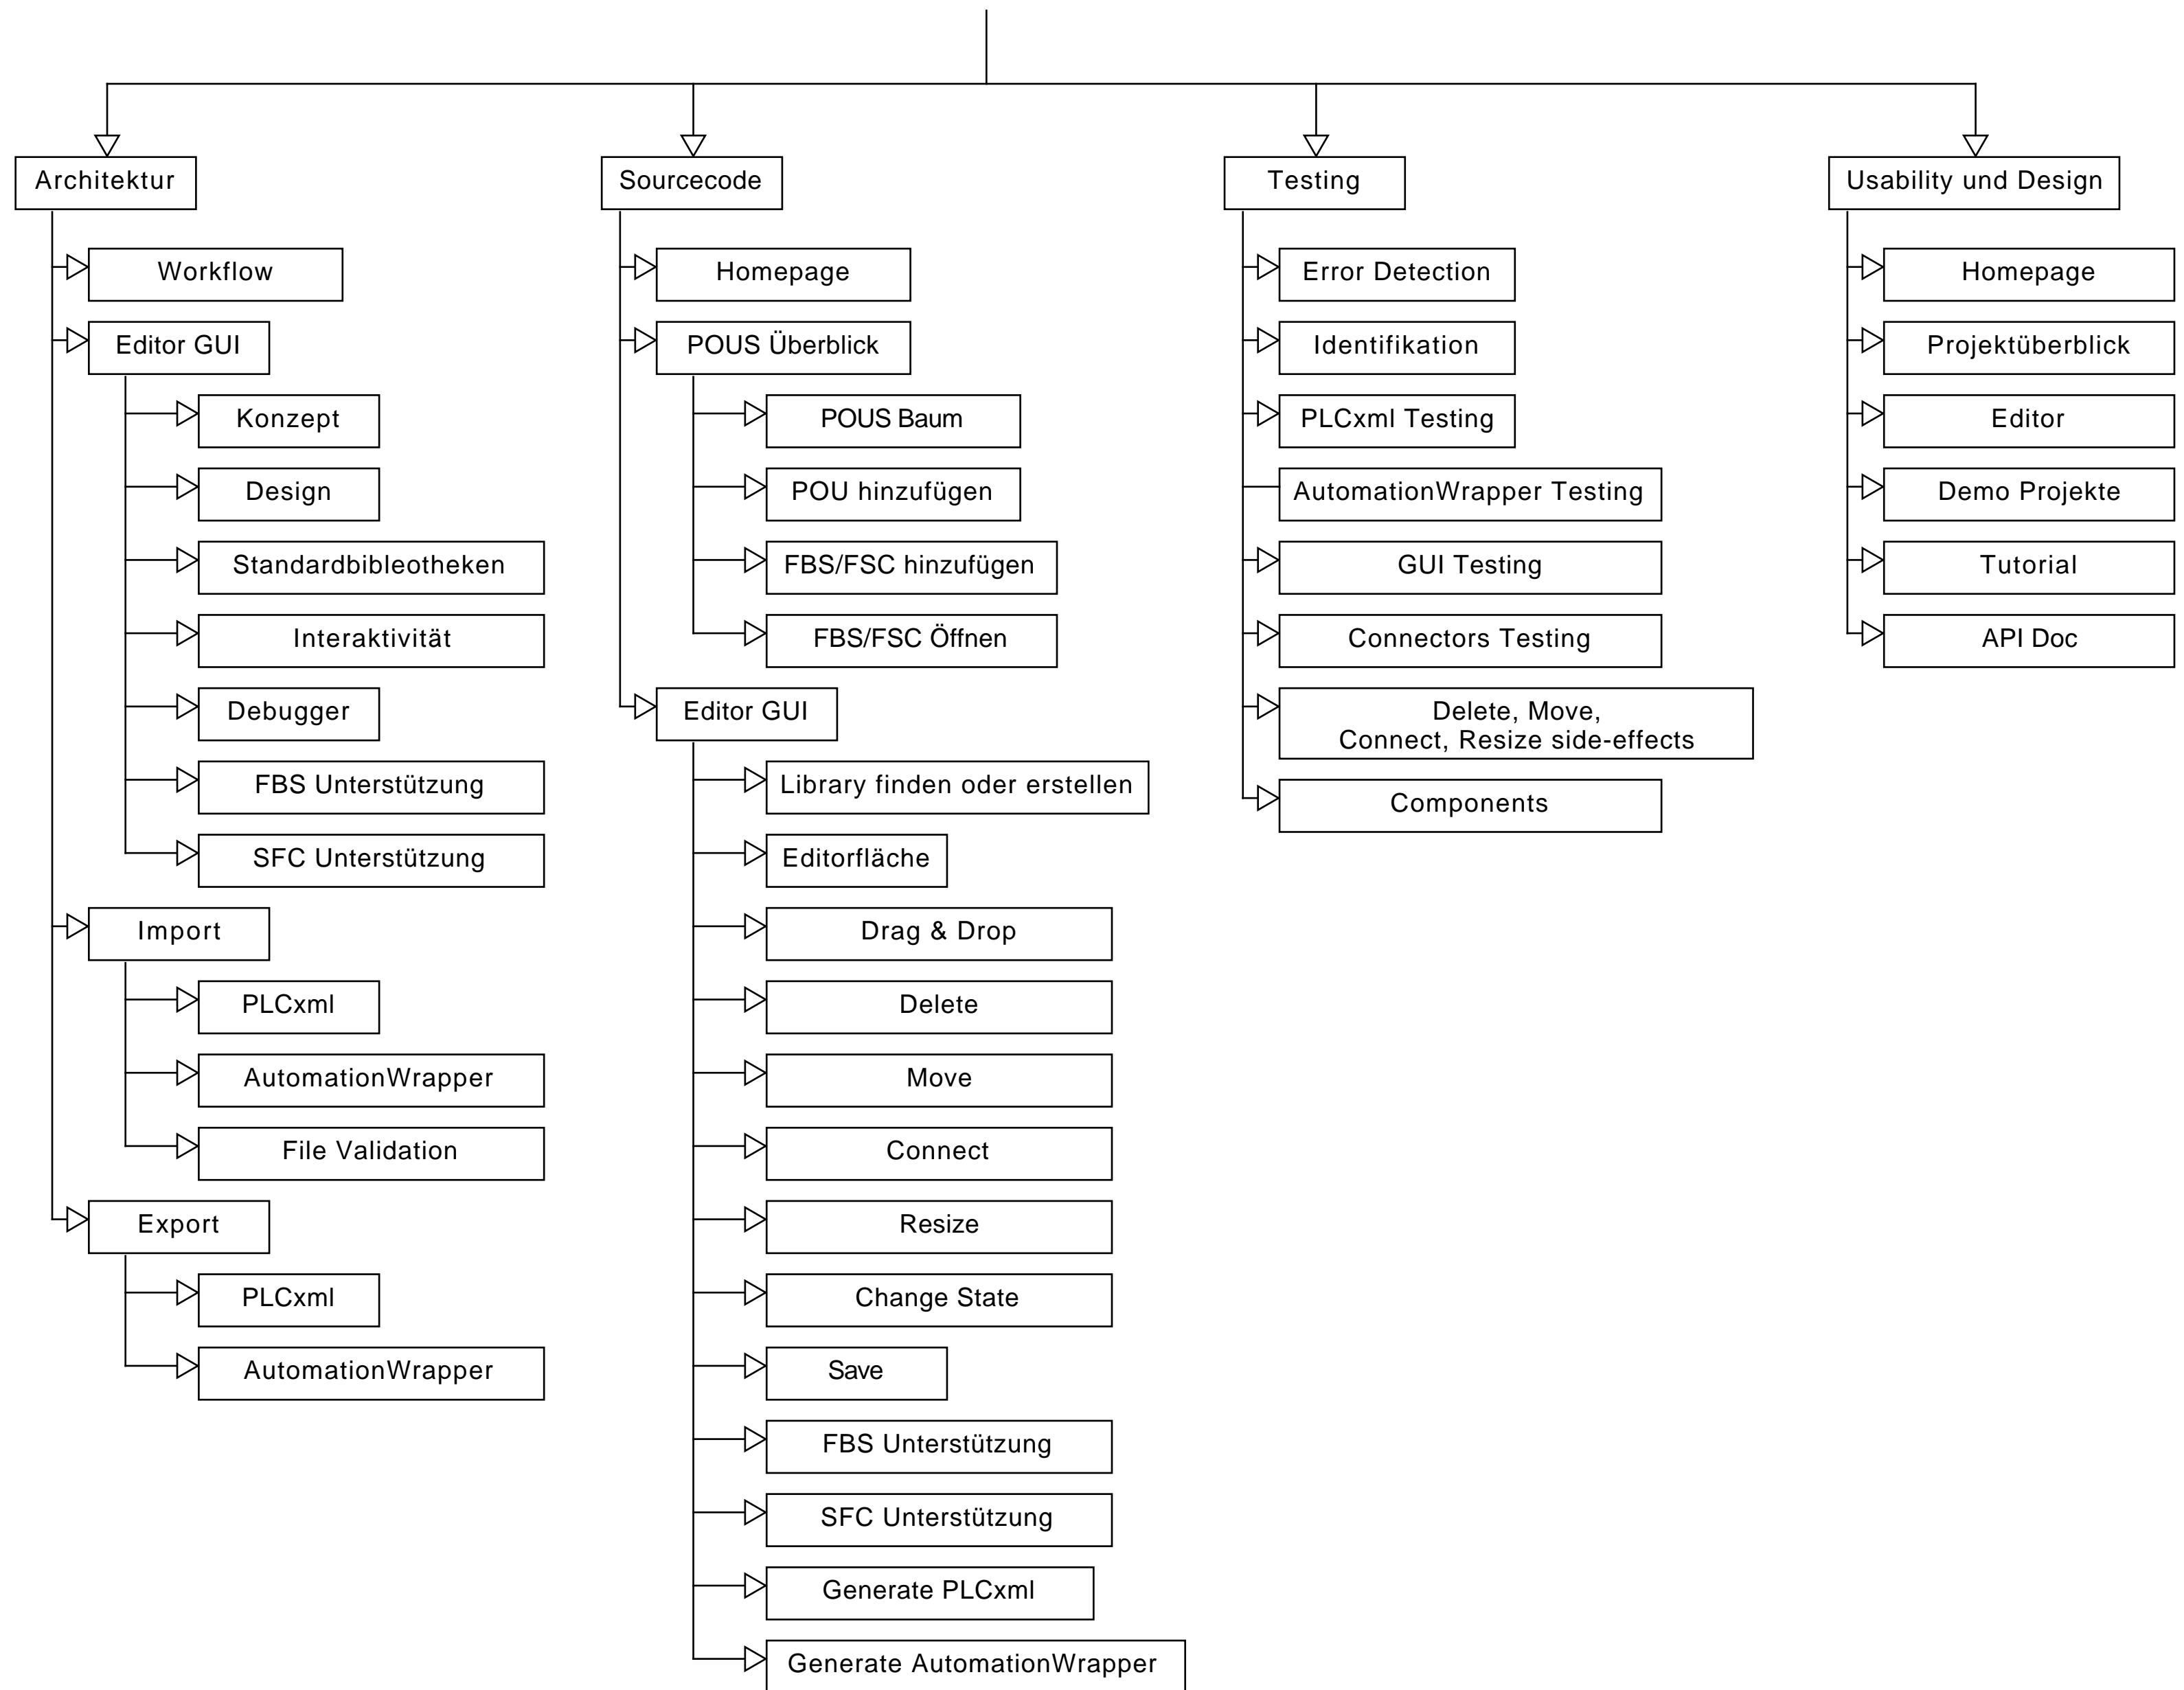 Architektur
Workflow
Editor GUI
Konzept
Design
Standardbibleotheken
Interaktivität
Debugger
FBS Unterstützung
SFC Unterstützung
Import
PLCxml
AutomationWrapper
File Validation
Export
PLCxml
AutomationWrapper
Sourcecode
Homepage
POUS Überblick
POUS Baum
POU hinzufügen
FBS/FSC hinzufügen
FBS/FSC Öffnen
Editor GUI
Library finden oder erstellen
Editorfläche
Drag & Drop
Delete
Move
Connect
Resize
Change State
Save
FBS Unterstützung
SFC Unterstützung
Generate PLCxml
Generate AutomationWrapper
Testing
Error Detection
Identifikation
PLCxml Testing
AutomationWrapper Testing
GUI Testing
Connectors Testing
Delete, Move,
Connect, Resize side-effects
Components
Usability und Design
Homepage
Projektüberblick
Editor
Demo Projekte
Tutorial
API Doc